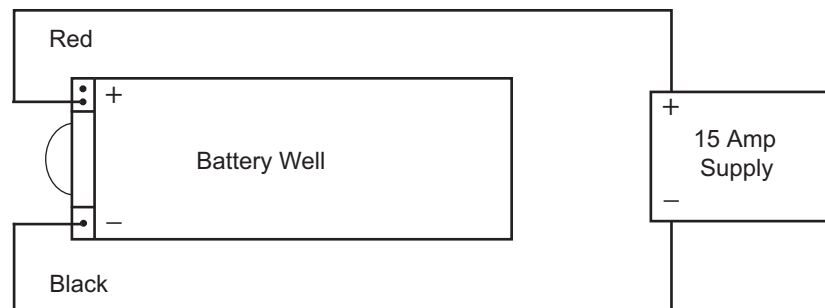 Red
+
Battery Well
−
Black
+
15 Amp
Supply
−